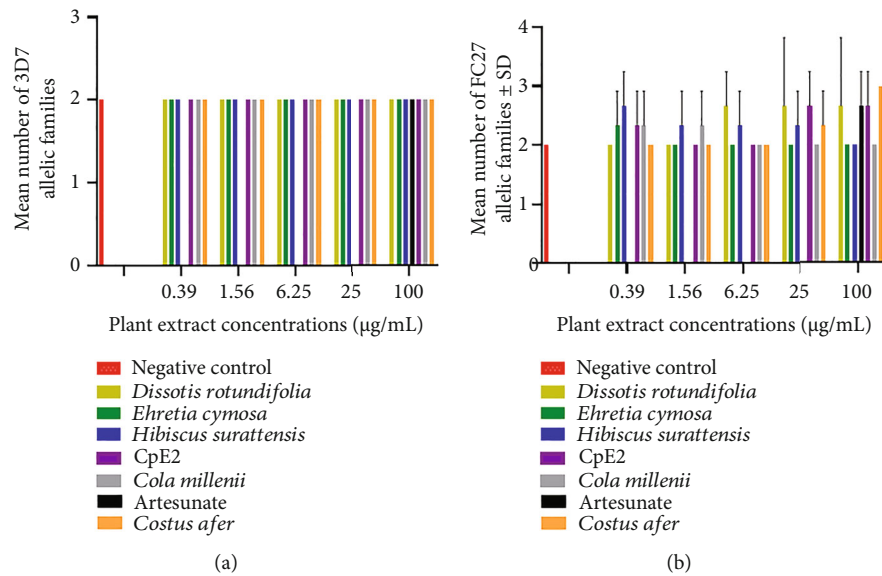 Mean number of 3D7
allelic families
3
2
1
0
0.39 1.56 6.25 25 100
Plant extract concentrations (µg/mL)
Negative control
Dissotis rotundifolia
Ehretia cymosa
Hibiscus surattensis
CpE2
Cola millenii
Artesunate
Costus afer
(a)
Mean number of FC27
allelic families ± SD
4
3
2
1
0
0.39 1.56 6.25 25 100
Plant extract concentrations (µg/mL)
Negative control
Dissotis rotundifolia
Ehretia cymosa
Hibiscus surattensis
CpE2
Cola millenii
Artesunate
Costus afer
(b)